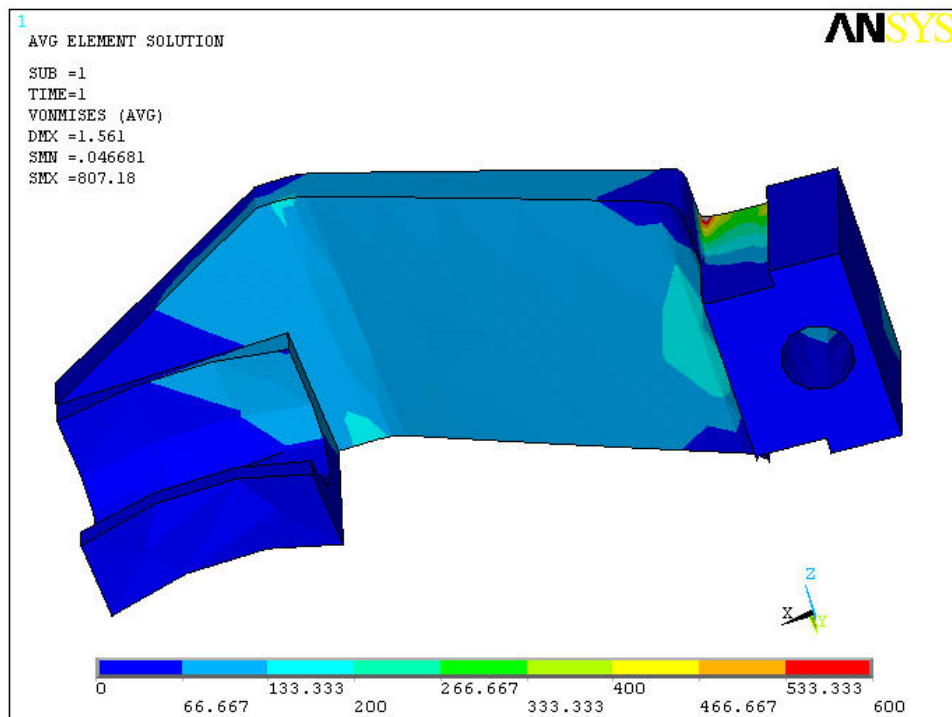 1
ANSYS
AVG ELEMENT SOLUTION
SUB =1
TIME=1
VONMISES (AVG)
DMX =1.561
SMN =.046681
SMX =807.18
Z
X
Y
0 133.333 266.667 400 533.333
66.667 200 333.333 466.667 600